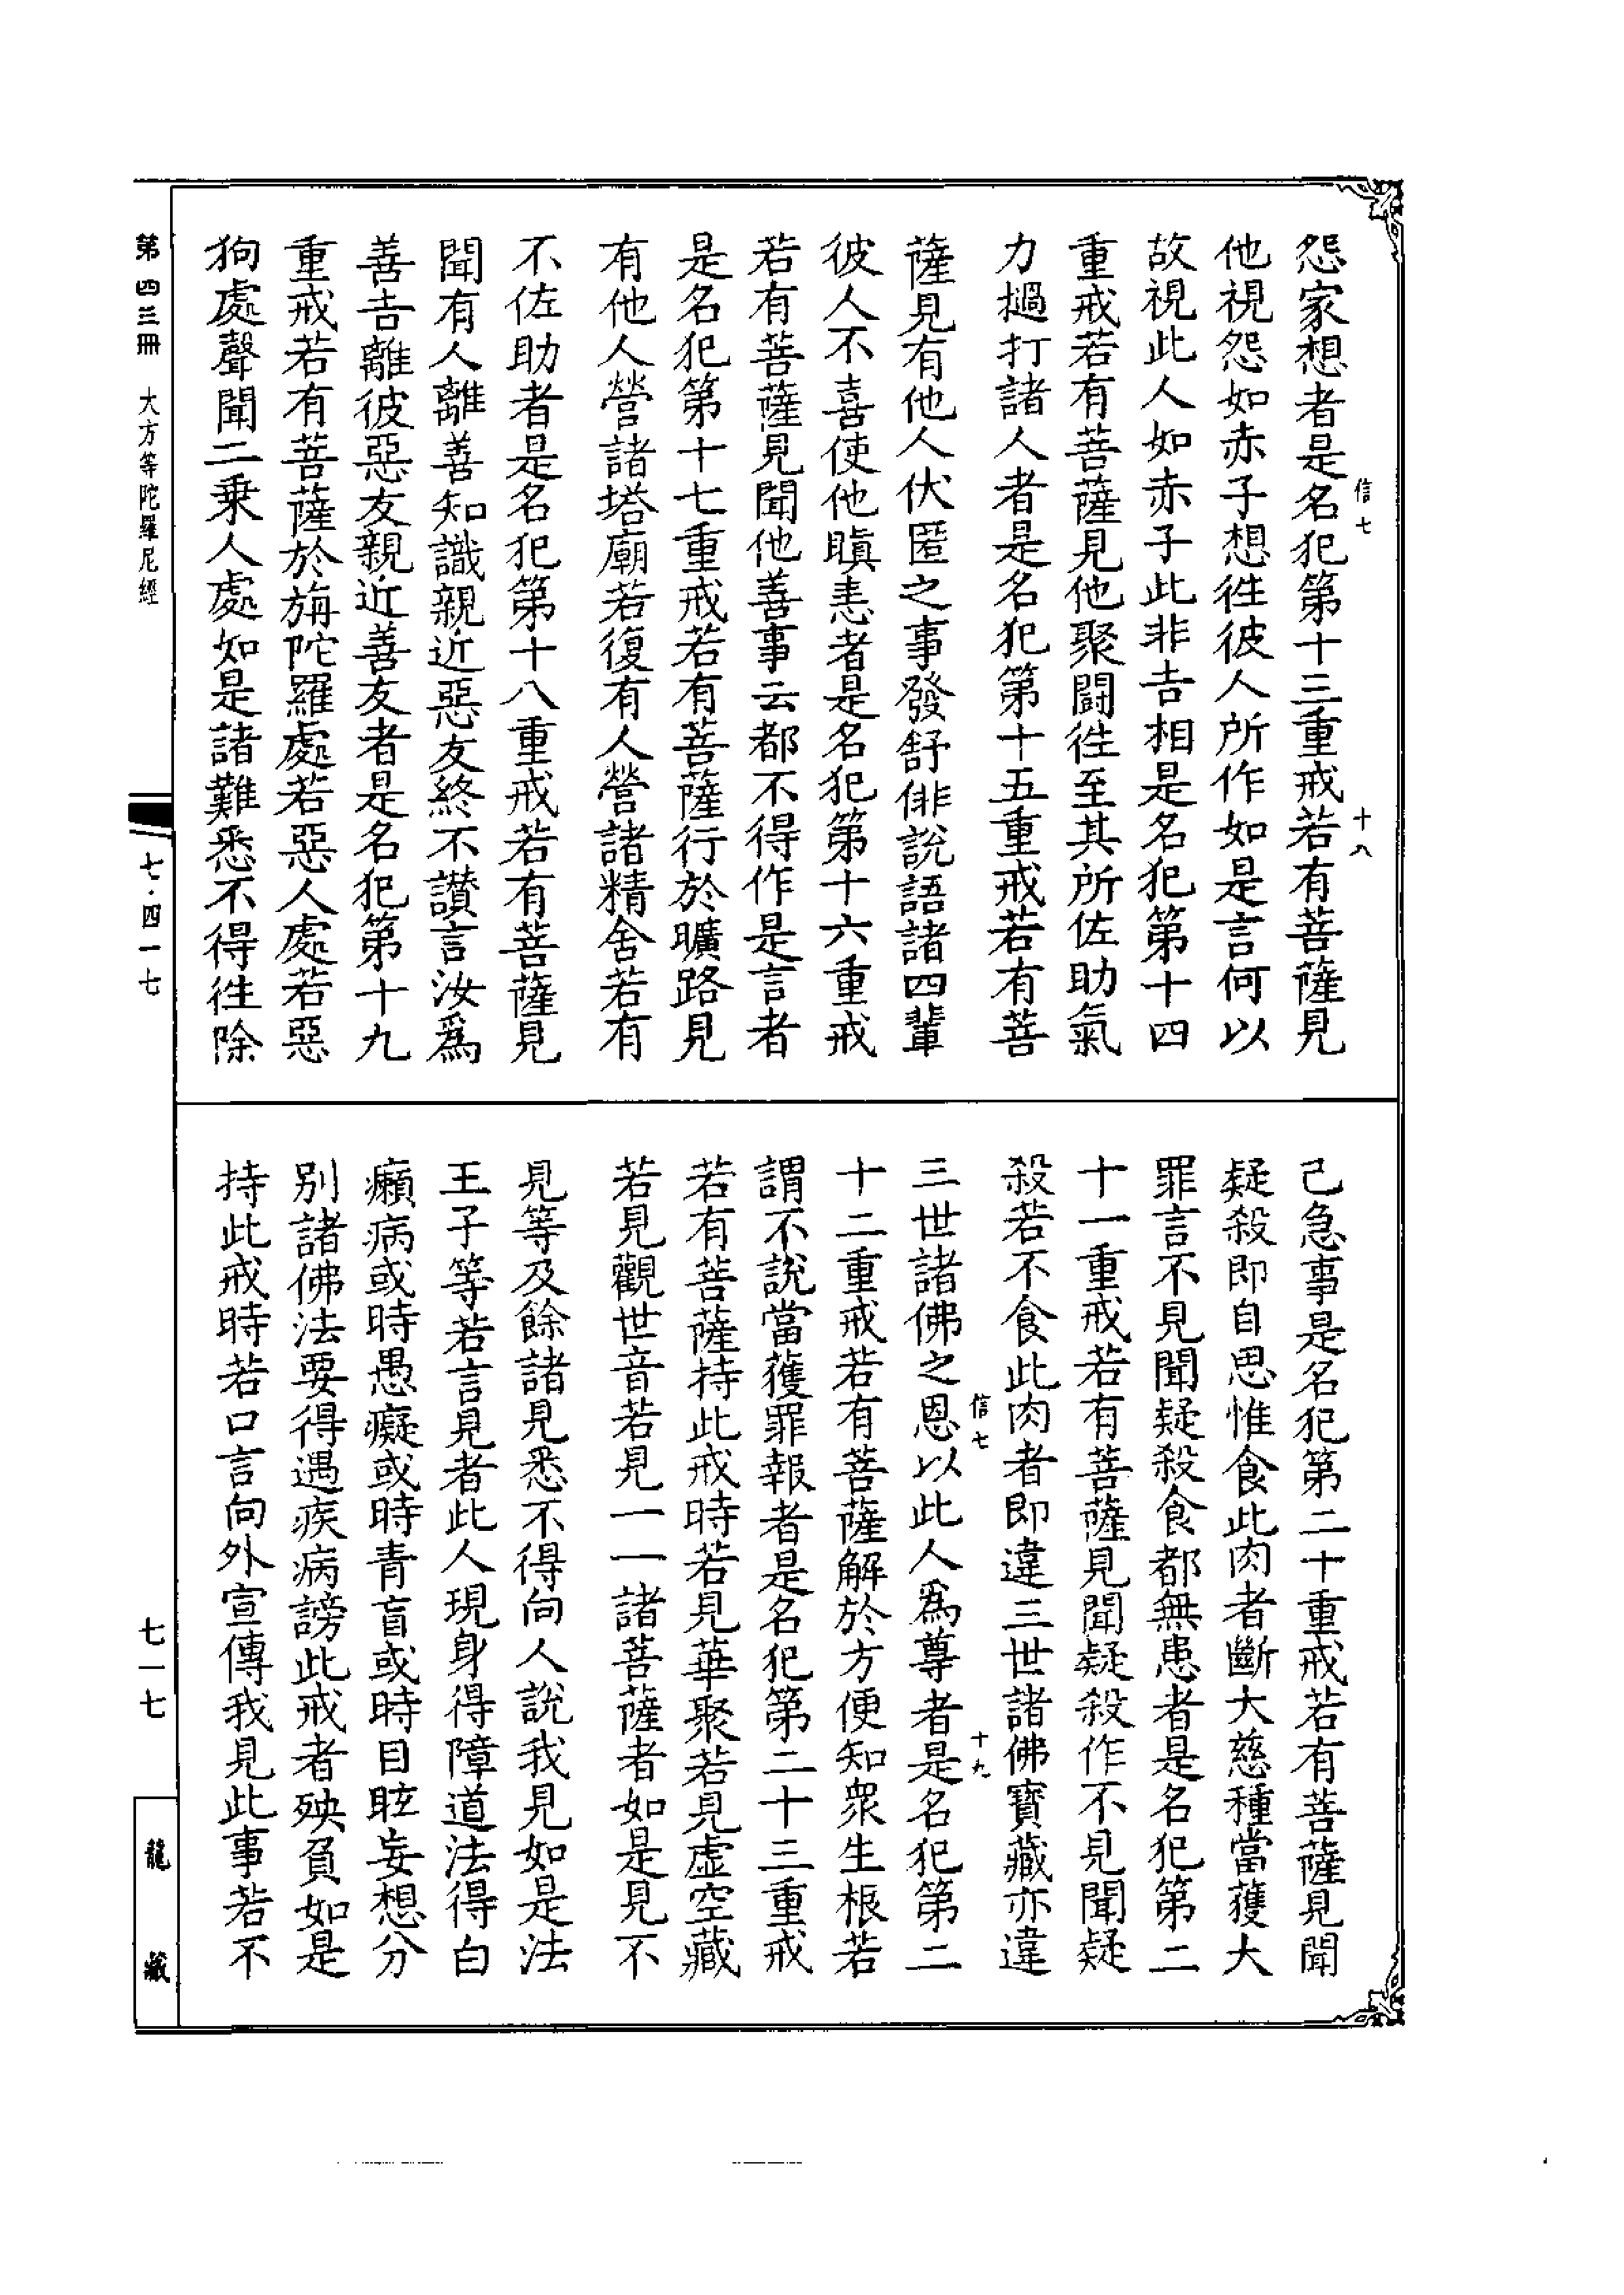 怨家想者是名犯第十三重戒若有菩薩見
信七
十八
他視怨如赤子想徃彼人所作如是言何以
故視此人如赤子此非吉相是名犯第十四
重戒若有菩薩見他聚鬪徃至其所佐助氣
力撾打諸人者是名犯第十五重戒若有菩
薩見有他人伏匿之事發舒俳說語諸四輩
彼人不喜使他瞋恚者是名犯第十六重戒
若有菩薩見聞他善事云都不得作是言者
是名犯第十七重戒若有菩薩行於曠路見
有他人營諸塔廟若復有人營諸精舍若有
不佐助者是名犯第十八重戒若有菩薩見
聞有人離善知識親近惡友終不讃言汝爲
善吉離彼惡友親近善友者是名犯第十九
重戒若有菩薩於旃陀羅處若惡人處若惡
狗處聲聞二乗人處如是諸難悉不得徃除
己急事是名犯第二十重戒若有菩薩見聞
疑殺即自思惟食此肉者斷大慈種當獲大
罪言不見聞疑殺食都無患者是名犯第二
十一重戒若有菩薩見聞疑殺作不見聞疑
殺若不食此肉者即違三世諸佛寶藏亦違
三世諸佛之恩以此人爲尊者是名犯第二
信七
十九
十二重戒若有菩薩解於方便知衆生根若
謂不說當獲罪報者是名犯第二十三重戒
若有菩薩持此戒時若見華聚若見虛空藏
若見觀世音若見一一諸菩薩者如是見不
見等及餘諸見悉不得向人說我見如是法
王子等若言見者此人現身得障道法得白
癩病或時愚癡或時青盲或時目眩妄想分
別諸佛法要得遇疾病謗此戒者殃負如是
持此戒時若口言向外宣傳我見此事若不
第四三冊 大方等陀羅尼經
七·四一七
七一七
龍藏